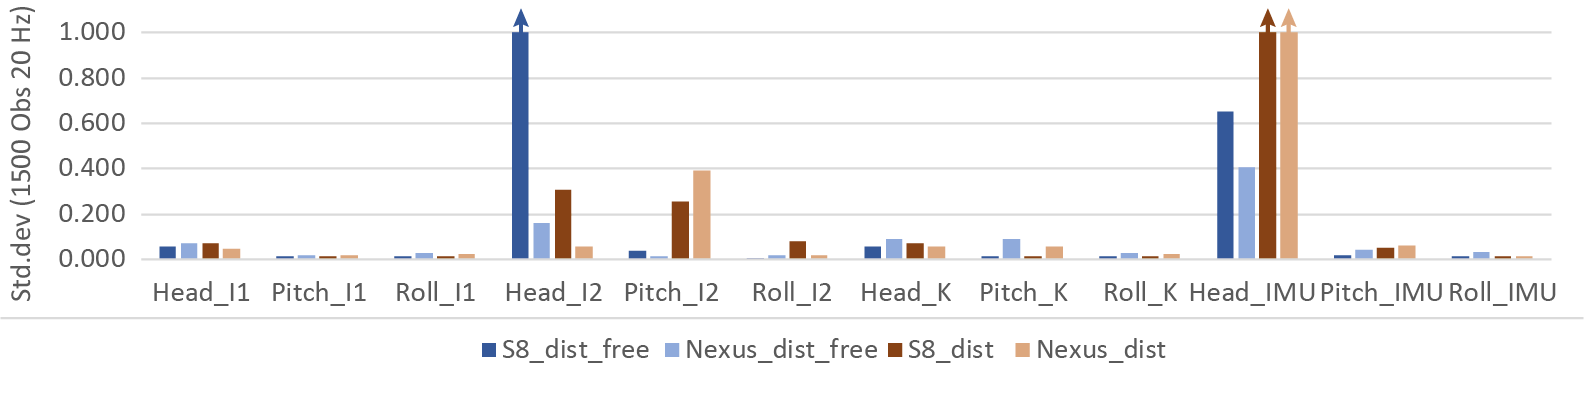 Std.dev (1500 Obs 20 Hz)
1.000
0.800
0.600
0.400
0.200
0.000
Head_I1 Pitch_I1 Roll_I1 Head_I2 Pitch_I2 Roll_I2 Head_K Pitch_K Roll_K Head_IMU Pitch_IMU Roll_IMU
S8_dist_free Nexus_dist_free S8_dist Nexus_dist